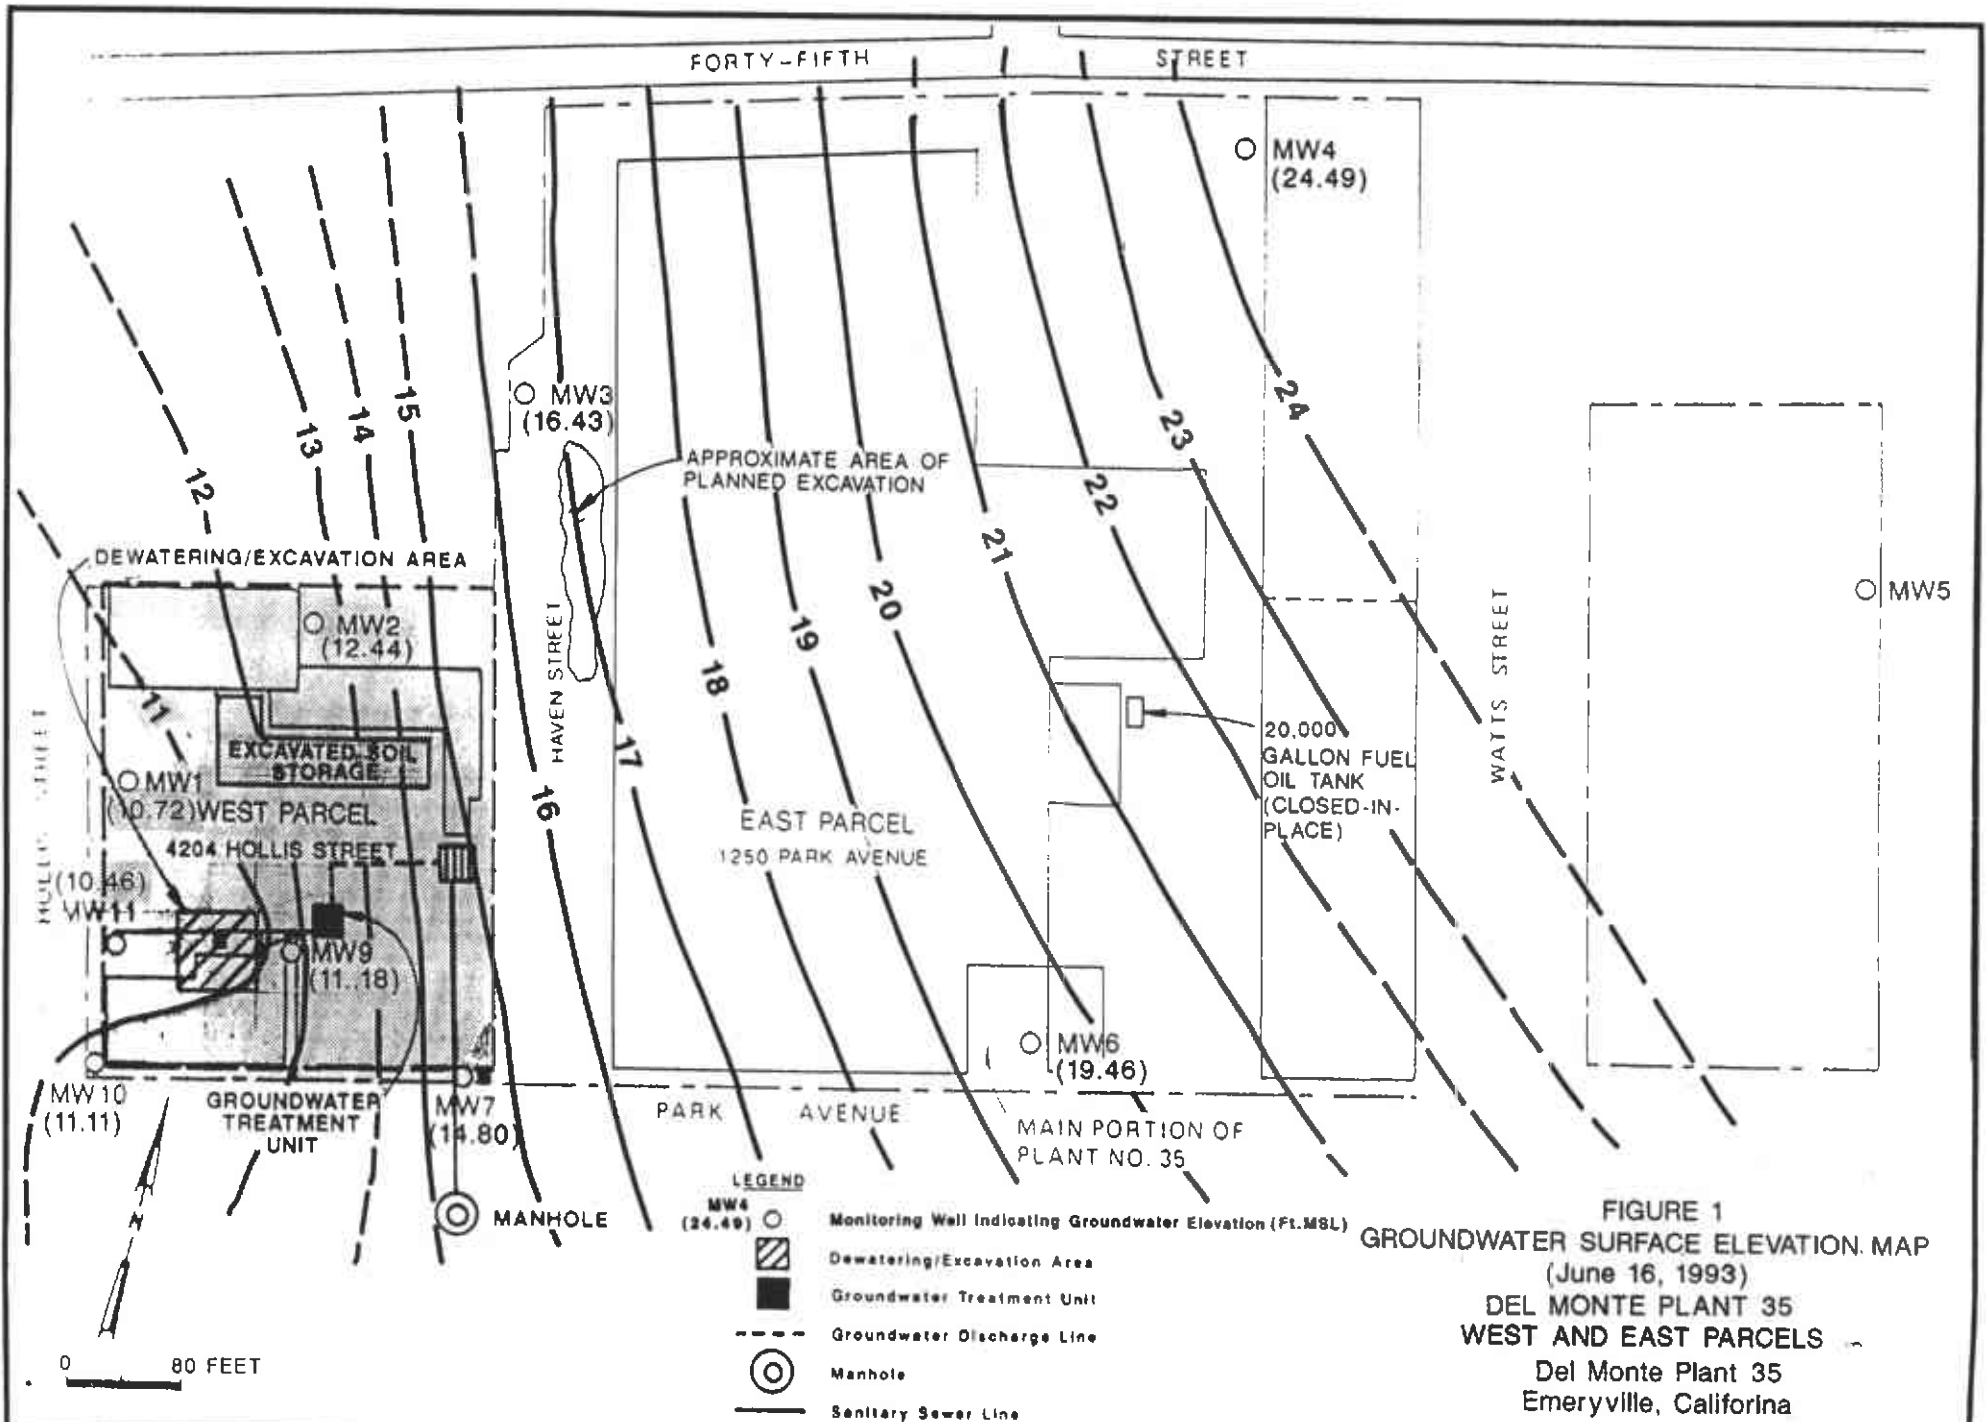 FORTY-FIFTH STREET
MW4
(24.49)
MW3
(16.43)
15
14
13
12
24
23
22
21
20
19
18
17
16
11
APPROXIMATE AREA OF
PLANNED EXCAVATION
DEWATERING/EXCAVATION AREA
MW5
MW2
(12.44)
HAVEN STREET
WATTS STREET
STREET
EXCAVATED SOIL
STORAGE
20,000
GALLON FUEL
OIL TANK
(CLOSED-IN-
PLACE)
MW1
(10.72)
WEST PARCEL
4204 HOLLIS STREET
EAST PARCEL
1250 PARK AVENUE
(10.46)
MW11
MW9
(11..18)
MW6
(19.46)
MW10
(11.11)
GROUNDWATER
TREATMENT
UNIT
MW7
(14.80)
PARK AVENUE
MAIN PORTION OF
PLANT NO. 35
MANHOLE
N
0 80 FEET
LEGEND
MW4
(24.49)
Monitoring Well Indicating Groundwater Elevation (Ft.MSL)
Dewatering/Excavation Area
Groundwater Treatment Unit
Groundwater Discharge Line
Manhole
Sanitary Sewer Line
FIGURE 1
GROUNDWATER SURFACE ELEVATION MAP
(June 16, 1993)
DEL MONTE PLANT 35
WEST AND EAST PARCELS
Del Monte Plant 35
Emeryville, Califorina